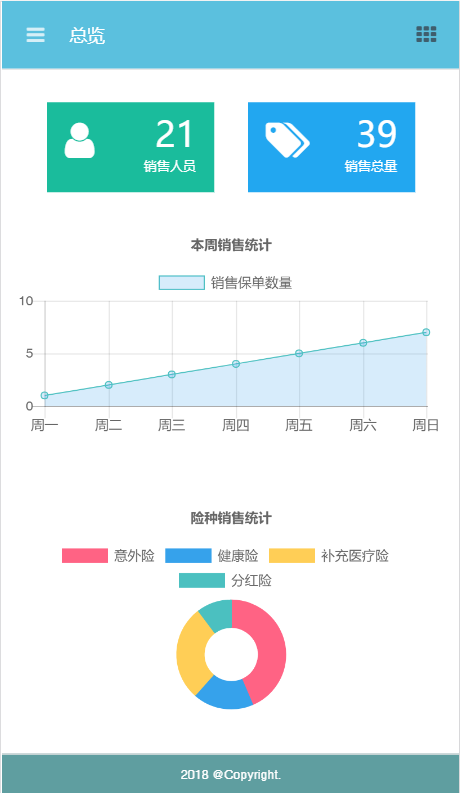 总览
21
销售人员
39
销售总量
本周销售统计
销售保单数量
10
5
0
周一 周二 周三 周四 周五 周六 周日
险种销售统计
意外险 健康险 补充医疗险
分红险
2018 @Copyright.